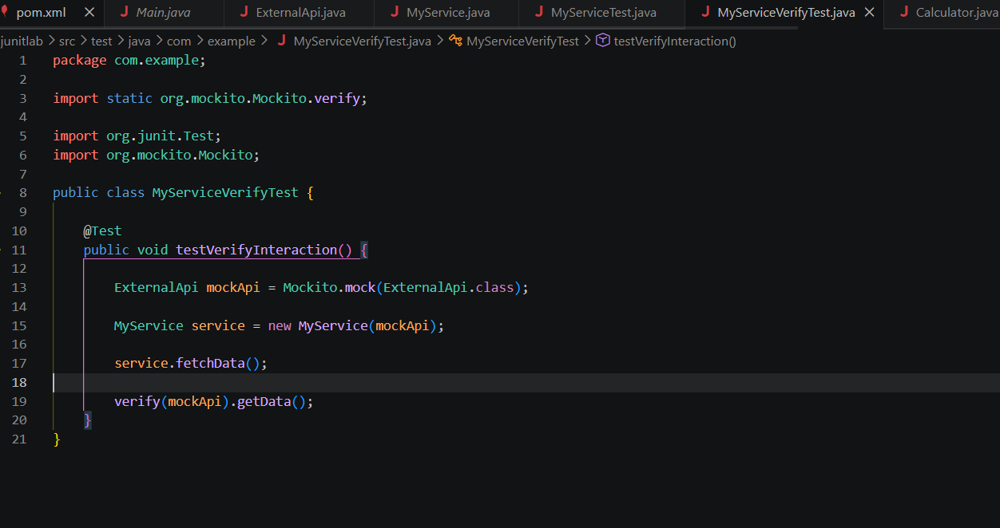 pom.xml Main.java ExternalApi.java MyService.java MyServiceTest.java MyServiceVerifyTest.java Calculator.java
junitlab > src > test > java > com > example > MyServiceVerifyTest.java > MyServiceVerifyTest > testVerifyInteraction()
1 package com.example;
2
3 import static org.mockito.Mockito.verify;
4
5 import org.junit.Test;
6 import org.mockito.Mockito;
7
8 public class MyServiceVerifyTest {
9
10 @Test
11 public void testVerifyInteraction() {
12
13 ExternalApi mockApi = Mockito.mock(ExternalApi.class);
14
15 MyService service = new MyService(mockApi);
16
17 service.fetchData();
18
19 verify(mockApi).getData();
20 }
21 }